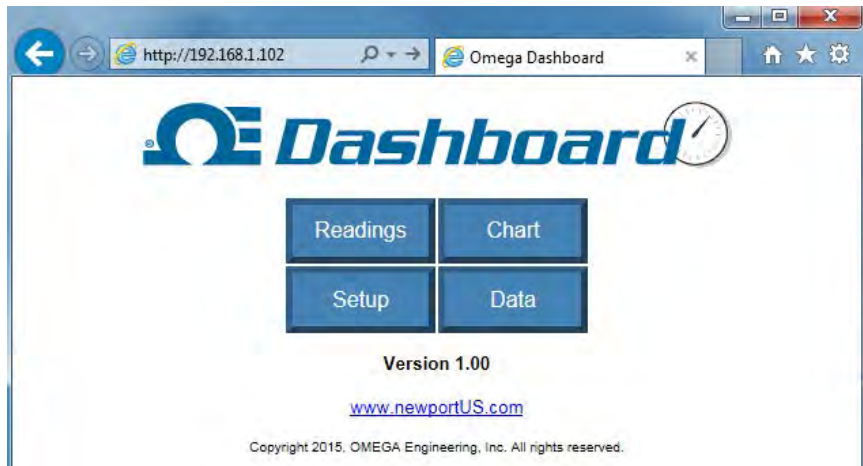 http://192.168.1.102 Omega Dashboard
ΩE Dashboard
Readings Chart
Setup Data
Version 1.00
www.newportUS.com
Copyright 2015, OMEGA Engineering, Inc. All rights reserved.